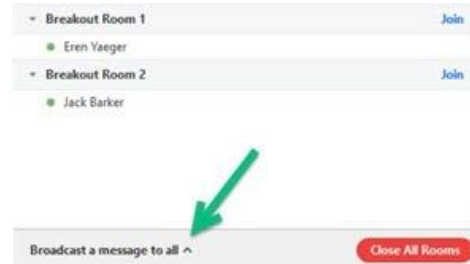 Breakout Room 1 Join
Eren Yaeger
Breakout Room 2 Join
Jack Barker
Broadcast a message to all Close All Rooms